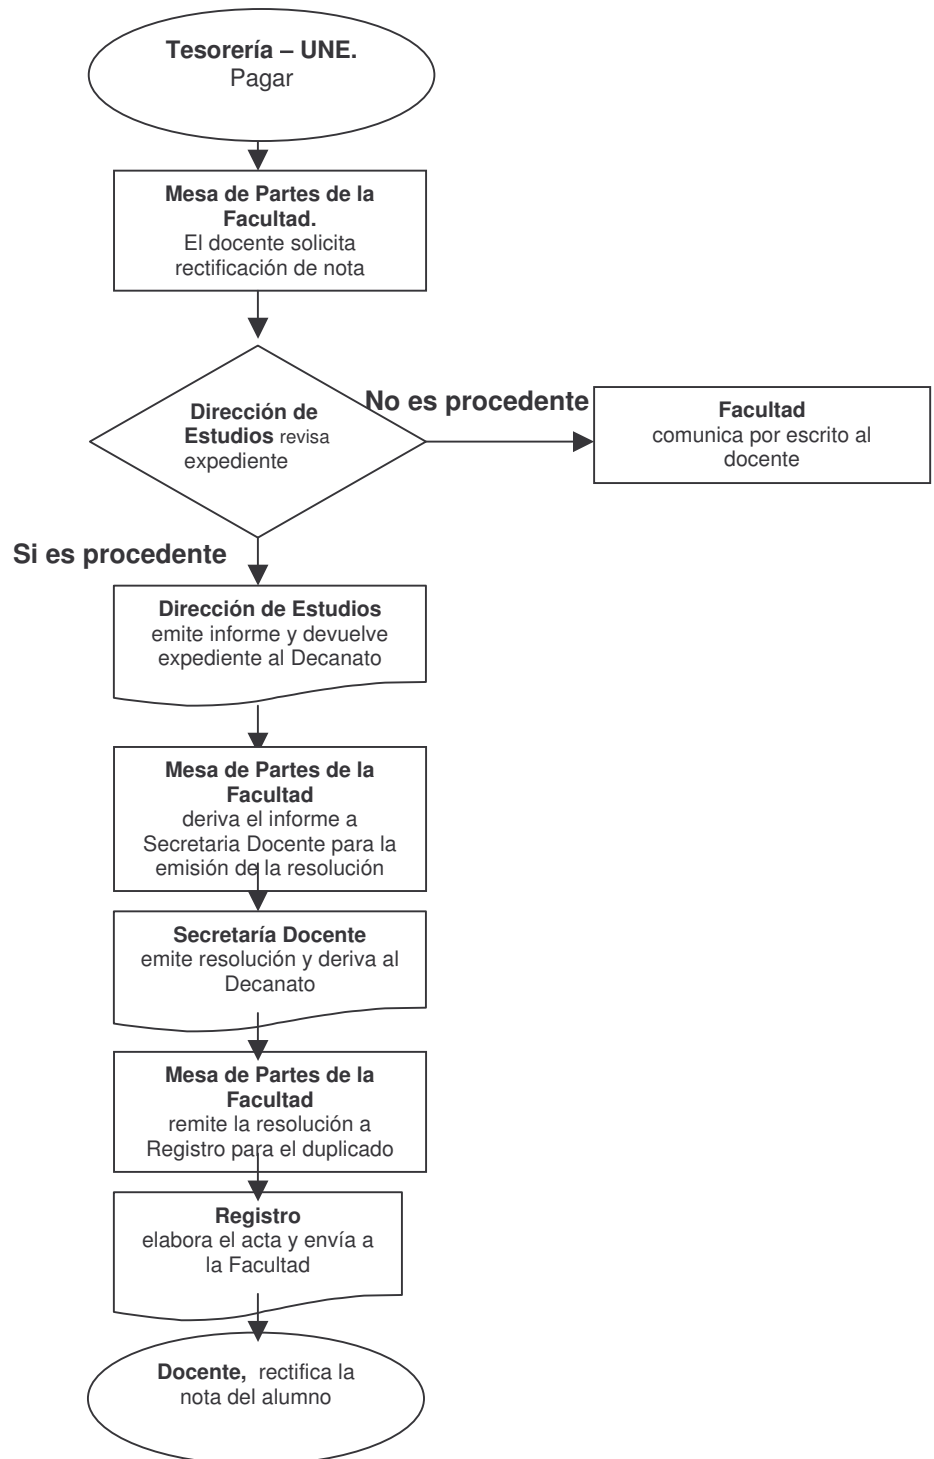 Tesorería – UNE.
Pagar
Mesa de Partes de la
Facultad.
El docente solicita
rectificación de nota
Dirección de
Estudios revisa
expediente
No es procedente
Facultad
comunica por escrito al
docente
Si es procedente
Dirección de Estudios
emite informe y devuelve
expediente al Decanato
Mesa de Partes de la
Facultad
deriva el informe a
Secretaria Docente para la
emisión de la resolución
Secretaría Docente
emite resolución y deriva al
Decanato
Mesa de Partes de la
Facultad
remite la resolución a
Registro para el duplicado
Registro
elabora el acta y envía a
la Facultad
Docente, rectifica la
nota del alumno